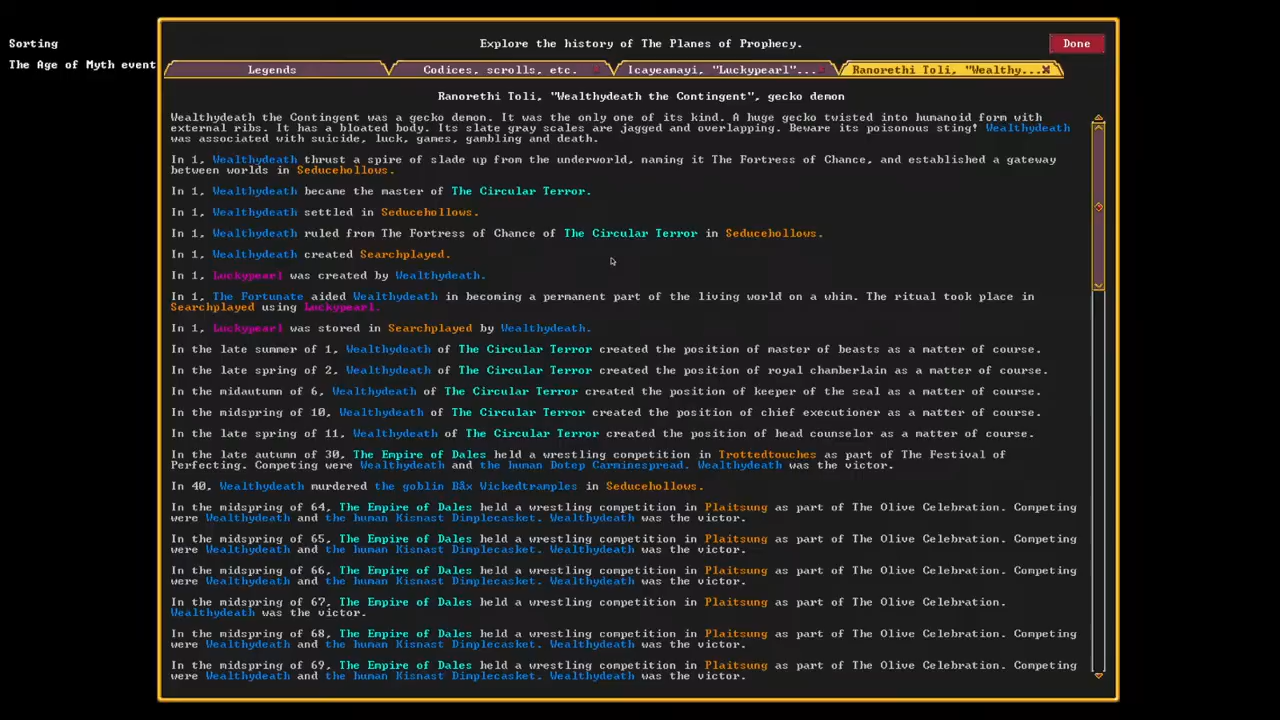 Sorting
The Age of Myth event
Explore the history of The Planes of Prophecy.
Done
Legends
Codices, scrolls, etc.
Icayeamayi, "Luckypearl"...
Ranorethi Toli, "Wealthy...
Ranorethi Toli, "Wealthydeath the Contingent", gecko demon
Wealthydeath the Contingent was a gecko demon. It was the only one of its kind. A huge gecko twisted into humanoid form with
external ribs. It has a bloated body. Its slate gray scales are jagged and overlapping. Beware its poisonous sting! Wealthydeath
was associated with suicide, luck, games, gambling and death.
In 1, Wealthydeath thrust a spire of slade up from the underworld, naming it The Fortress of Chance, and established a gateway
between worlds in Seducehollows.
In 1, Wealthydeath became the master of The Circular Terror.
In 1, Wealthydeath settled in Seducehollows.
In 1, Wealthydeath ruled from The Fortress of Chance of The Circular Terror in Seducehollows.
In 1, Wealthydeath created Searchplayed.
In 1, Luckypearl was created by Wealthydeath.
In 1, The Fortunate aided Wealthydeath in becoming a permanent part of the living world on a whim. The ritual took place in
Searchplayed using Luckypearl.
In 1, Luckypearl was stored in Searchplayed by Wealthydeath.
In the late summer of 1, Wealthydeath of The Circular Terror created the position of master of beasts as a matter of course.
In the late spring of 2, Wealthydeath of The Circular Terror created the position of royal chamberlain as a matter of course.
In the midautumn of 6, Wealthydeath of The Circular Terror created the position of keeper of the seal as a matter of course.
In the midspring of 10, Wealthydeath of The Circular Terror created the position of chief executioner as a matter of course.
In the late spring of 11, Wealthydeath of The Circular Terror created the position of head counselor as a matter of course.
In the late autumn of 30, The Empire of Dales held a wrestling competition in Trottedtouches as part of The Festival of
Perfecting. Competing were Wealthydeath and the human Dotep Carminespread. Wealthydeath was the victor.
In 40, Wealthydeath murdered the goblin Båx Wickedtramples in Seducehollows.
In the midspring of 64, The Empire of Dales held a wrestling competition in Plaitsung as part of The Olive Celebration. Competing
were Wealthydeath and the human Kisnast Dimplecasket. Wealthydeath was the victor.
In the midspring of 65, The Empire of Dales held a wrestling competition in Plaitsung as part of The Olive Celebration. Competing
were Wealthydeath and the human Kisnast Dimplecasket. Wealthydeath was the victor.
In the midspring of 66, The Empire of Dales held a wrestling competition in Plaitsung as part of The Olive Celebration. Competing
were Wealthydeath and the human Kisnast Dimplecasket. Wealthydeath was the victor.
In the midspring of 67, The Empire of Dales held a wrestling competition in Plaitsung as part of The Olive Celebration.
Wealthydeath was the victor.
In the midspring of 68, The Empire of Dales held a wrestling competition in Plaitsung as part of The Olive Celebration. Competing
were Wealthydeath and the human Kisnast Dimplecasket. Wealthydeath was the victor.
In the midspring of 69, The Empire of Dales held a wrestling competition in Plaitsung as part of The Olive Celebration. Competing
were Wealthydeath and the human Kisnast Dimplecasket. Wealthydeath was the victor.